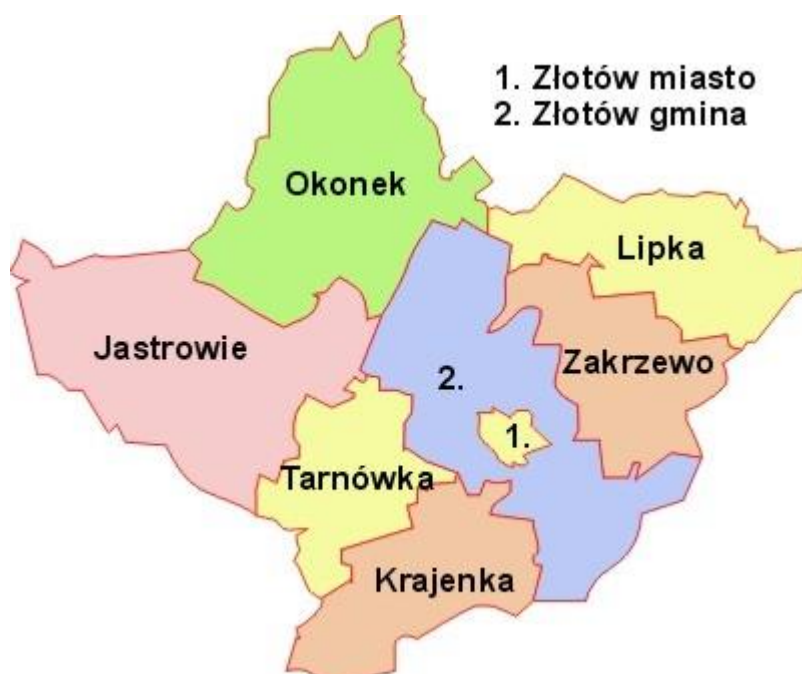 1. Złotów miasto
2. Złotów gmina
Okonek
Lipka
Jastrowie
Zakrzewo
2.
1.
Tarnówka
Krajenka